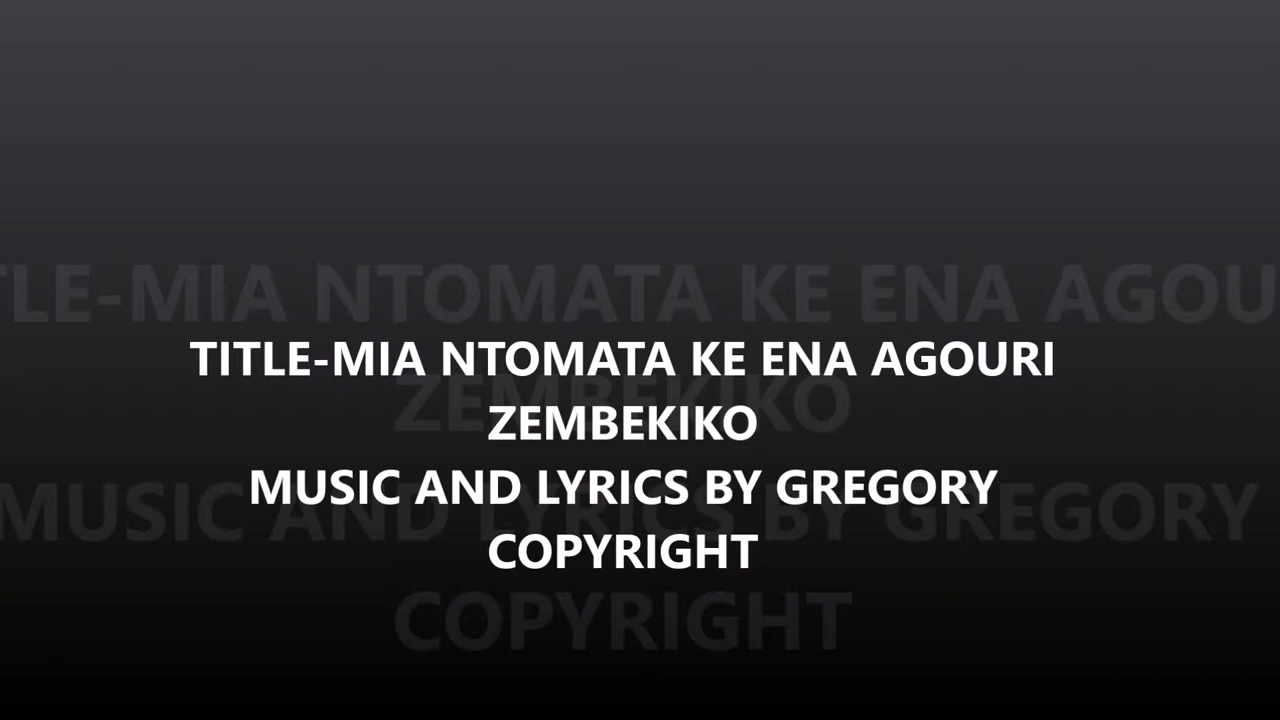 TITLE-MIA NTOMATA KE ENA AGOURI
ZEMBEKIKO
MUSIC AND LYRICS BY GREGORY
COPYRIGHT